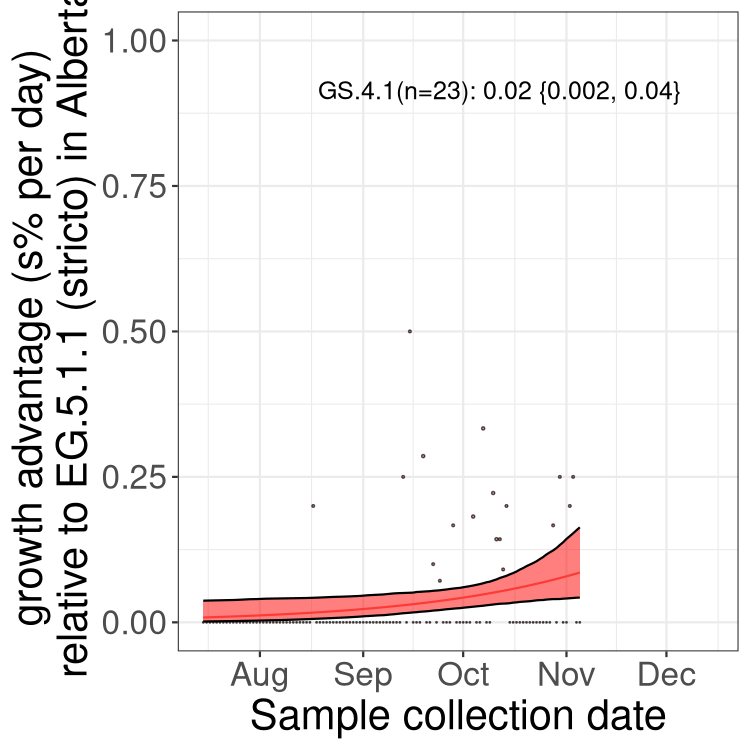 growth advantage (s% per day)
relative to EG.5.1.1 (stricto) in Alberta
1.00
0.75
0.50
0.25
0.00
GS.4.1(n=23): 0.02 {0.002, 0.04}
Aug Sep Oct Nov Dec
Sample collection date